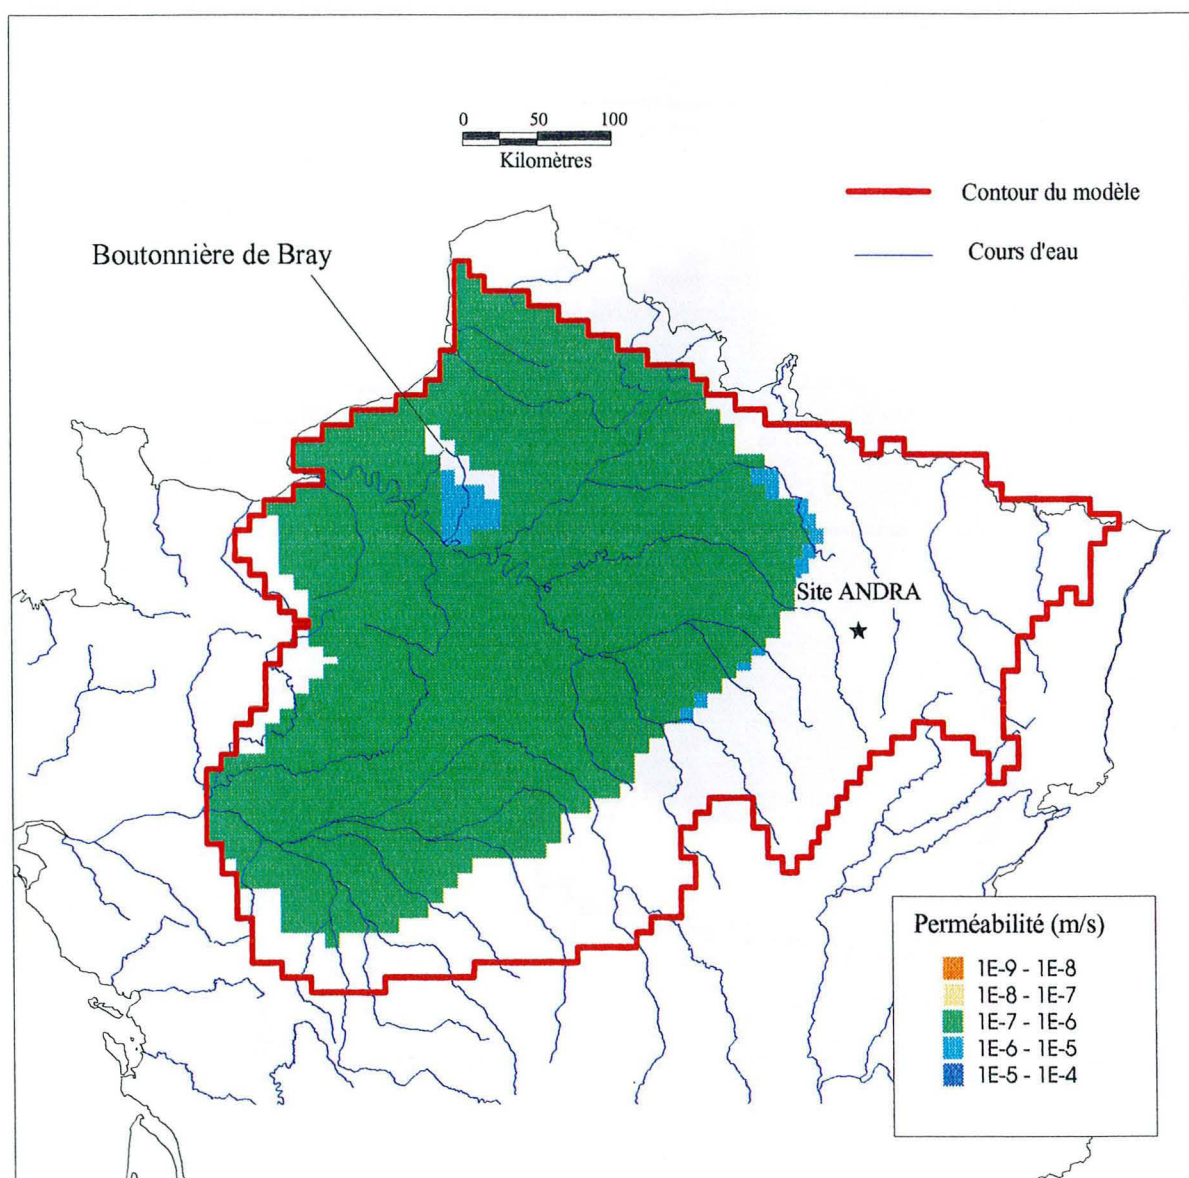 0 50 100
Kilomètres
Contour du modèle
Cours d'eau
Boutonnière de Bray
Site ANDRA
Perméabilité (m/s)
1E-9 - 1E-8
1E-8 - 1E-7
1E-7 - 1E-6
1E-6 - 1E-5
1E-5 - 1E-4